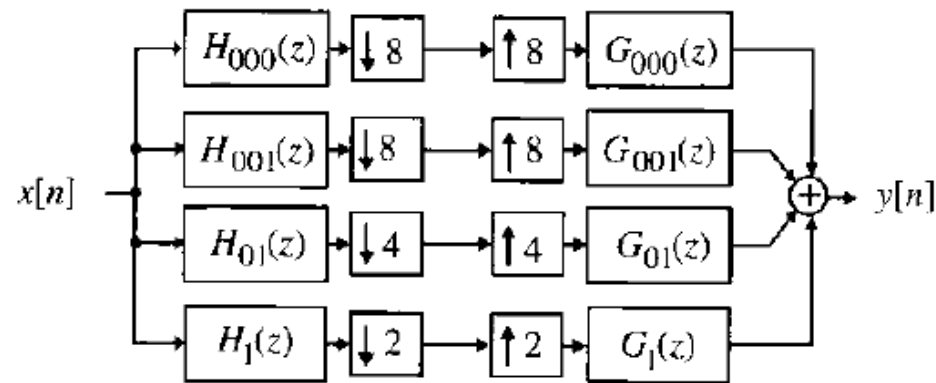 H000(z) ↓8 ↑8 G000(z)
H001(z) ↓8 ↑8 G001(z)
x[n] + y[n]
H01(z) ↓4 ↑4 G01(z)
H1(z) ↓2 ↑2 G1(z)